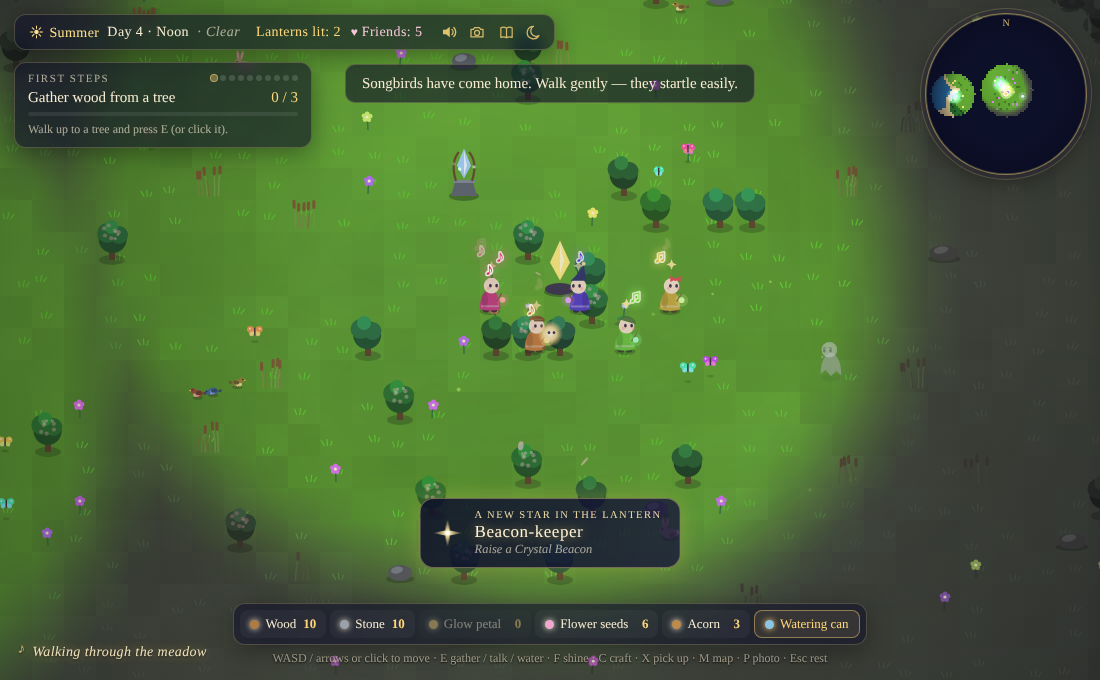 Summer Day 4 · Noon · Clear Lanterns lit: 2 ♥ Friends: 5
N
FIRST STEPS
Gather wood from a tree 0 / 3
Walk up to a tree and press E (or click it).
Songbirds have come home. Walk gently — they startle easily.
A NEW STAR IN THE LANTERN
Beacon-keeper
Raise a Crystal Beacon
Wood 10 Stone 10 Glow petal 0 Flower seeds 6 Acorn 3 Watering can
♪ Walking through the meadow
WASD / arrows or click to move · E gather / talk / water · F shine · C craft · X pick up · M map · P photo · Esc rest